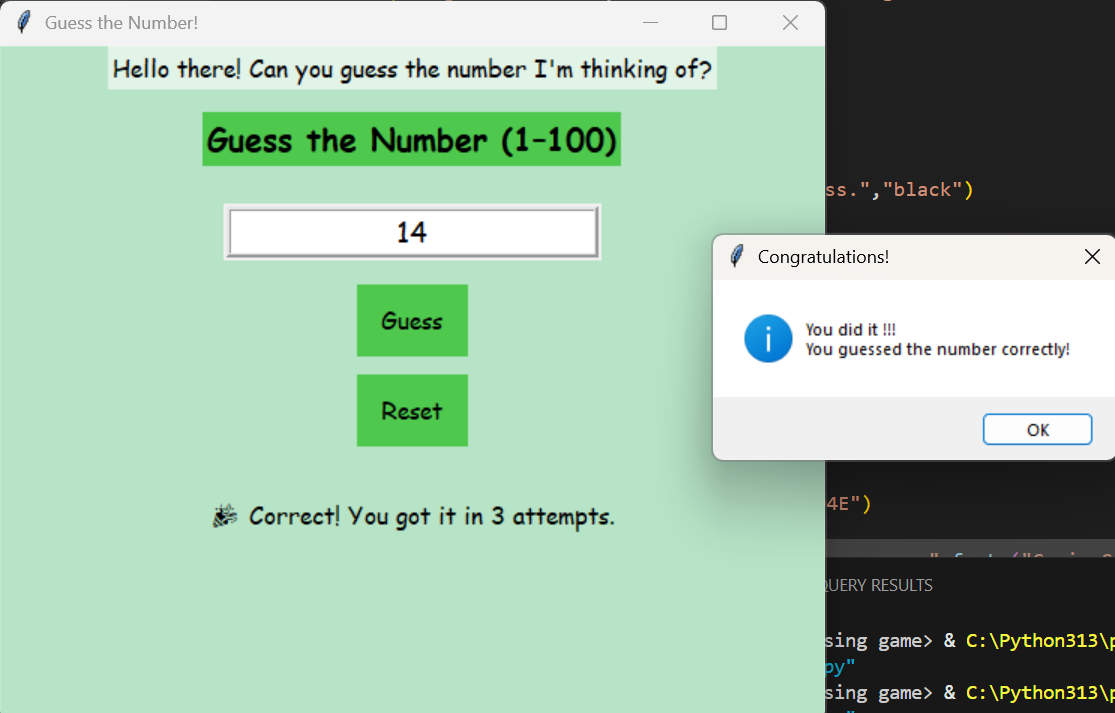 Guess the Number!
Hello there! Can you guess the number I'm thinking of?
Guess the Number (1-100)
14
Guess
Reset
🎉 Correct! You got it in 3 attempts.
ss.","black")
Congratulations!
You did it !!!
You guessed the number correctly!
OK
4E")
QUERY RESULTS
sing game> & C:\Python313\p
py"
sing game> & C:\Python313\p